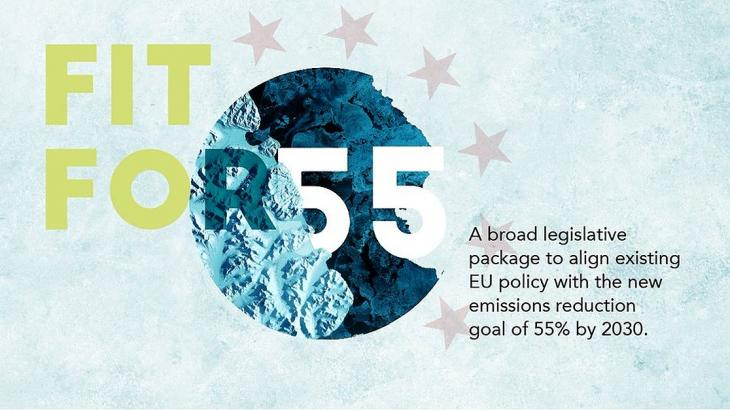 FIT
FOR 55
A broad legislative
package to align existing
EU policy with the new
emissions reduction
goal of 55% by 2030.